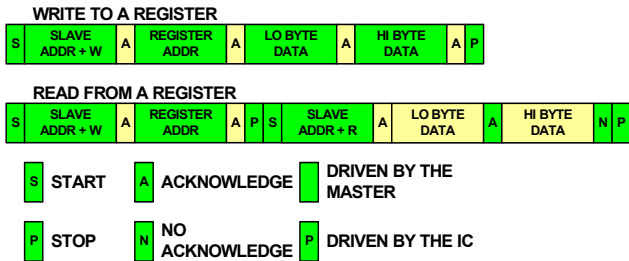 WRITE TO A REGISTER
S SLAVE ADDR + W A REGISTER ADDR A LO BYTE DATA A HI BYTE DATA A P
READ FROM A REGISTER
S SLAVE ADDR + W A REGISTER ADDR A P S SLAVE ADDR + R A LO BYTE DATA A HI BYTE DATA N P
S START A ACKNOWLEDGE DRIVEN BY THE MASTER
P STOP N NO ACKNOWLEDGE P DRIVEN BY THE IC